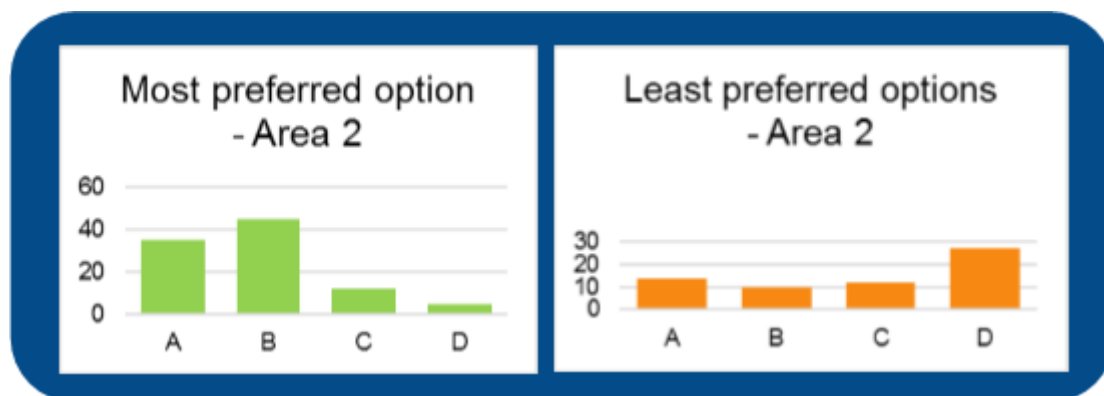 Most preferred option
- Area 2
60
40
20
0
A B C D
Least preferred options
- Area 2
30
20
10
0
A B C D